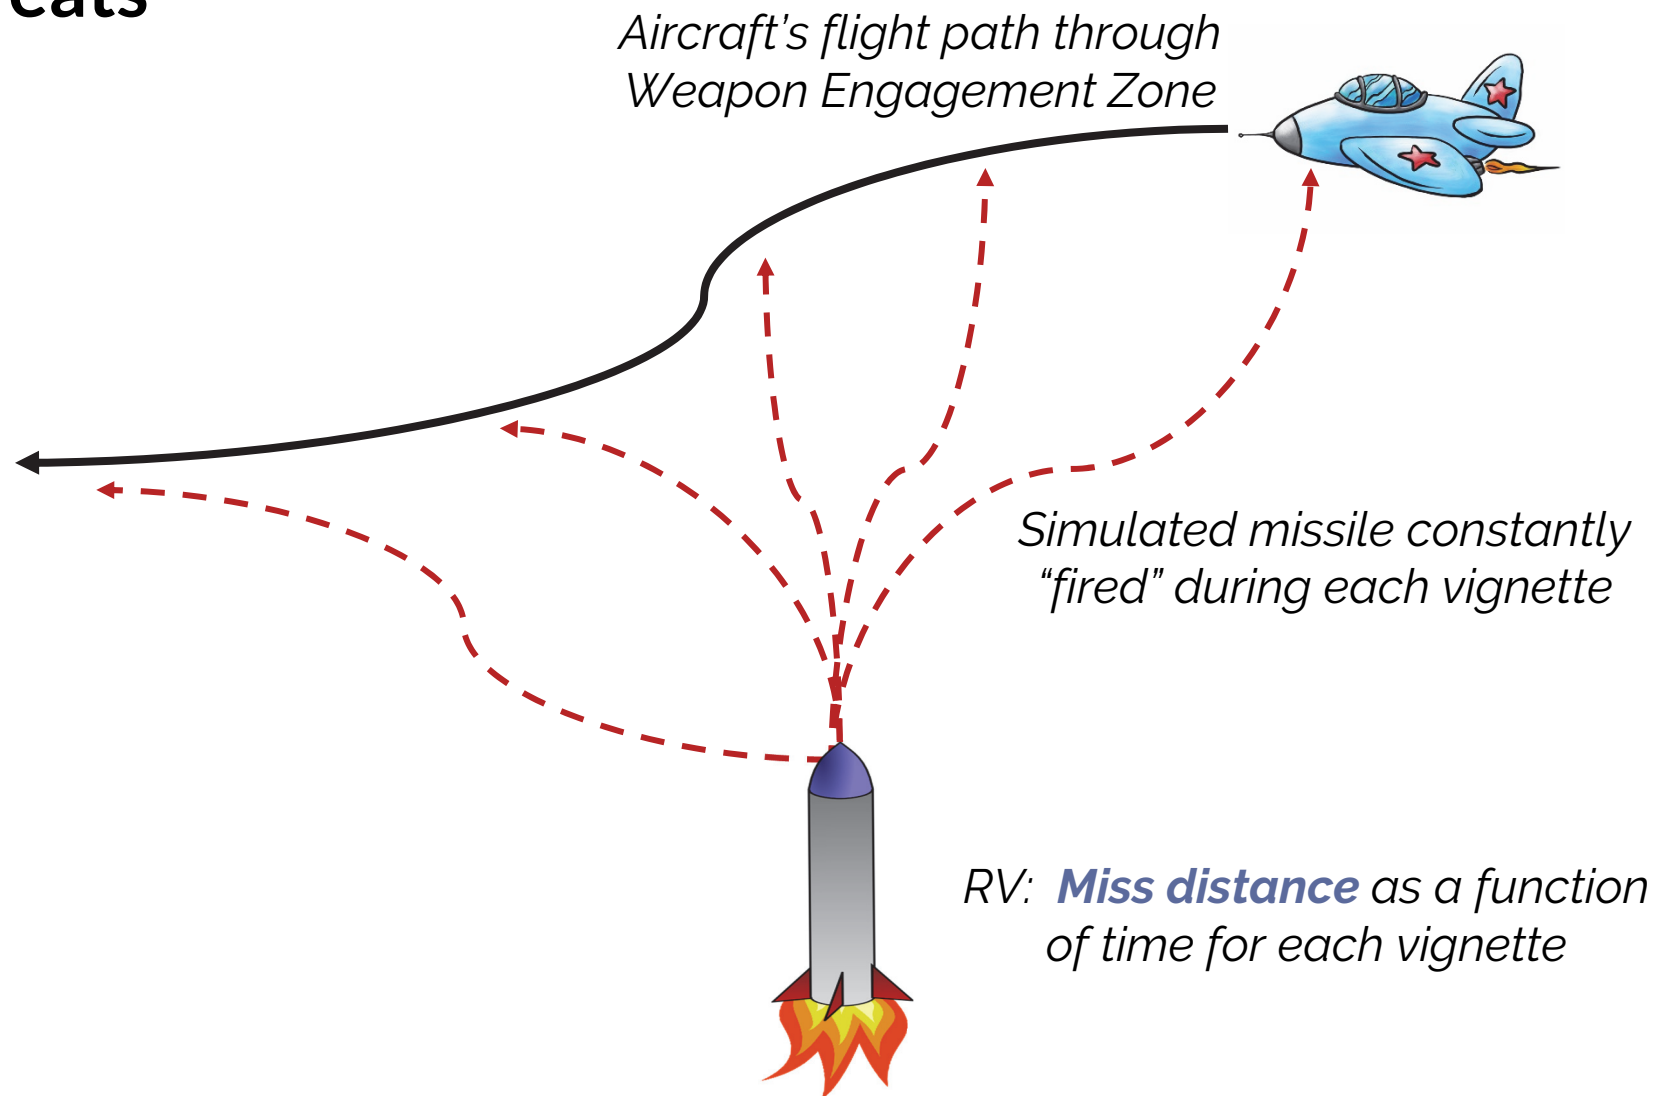 Aircraft’s flight path through
Weapon Engagement Zone
Simulated missile constantly
“fired” during each vignette
RV: Miss distance as a function
of time for each vignette